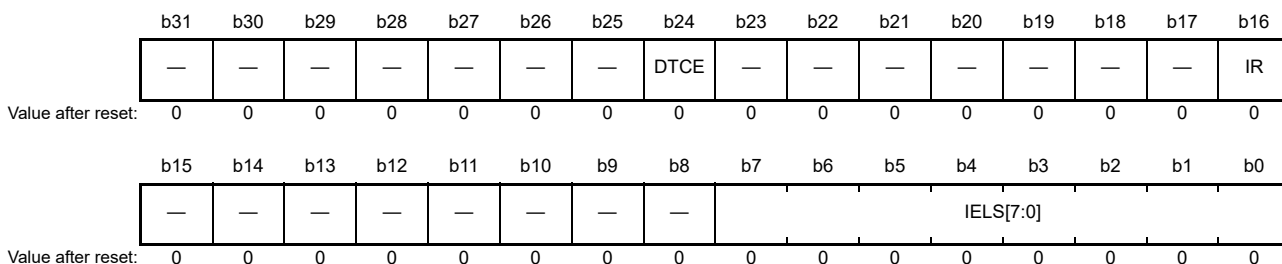 b31 b30 b29 b28 b27 b26 b25 b24 b23 b22 b21 b20 b19 b18 b17 b16
— — — — — — — DTCE — — — — — — — IR
Value after reset: 0 0 0 0 0 0 0 0 0 0 0 0 0 0 0 0
b15 b14 b13 b12 b11 b10 b9 b8 b7 b6 b5 b4 b3 b2 b1 b0
— — — — — — — — IELS[7:0]
Value after reset: 0 0 0 0 0 0 0 0 0 0 0 0 0 0 0 0